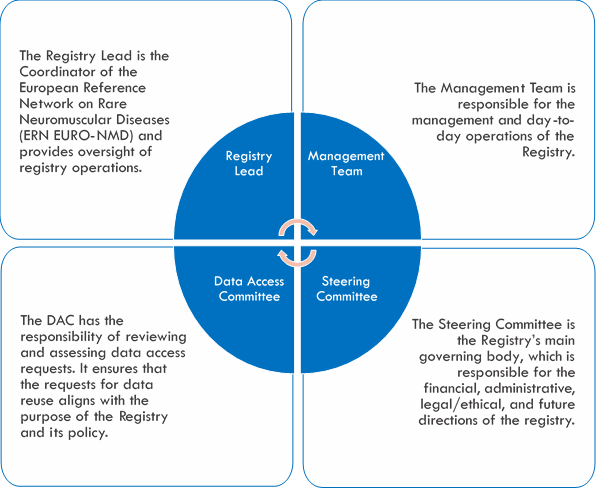 The Registry Lead is the
Coordinator of the
European Reference
Network on Rare
Neuromuscular Diseases
(ERN EURO-NMD) and
provides oversight of
registry operations.
The Management Team is
responsible for the
management and day-to-
day operations of the
Registry.
Registry
Lead
Management
Team
Data Access
Committee
Steering
Committee
The DAC has the
responsibility of reviewing
and assessing data access
requests. It ensures that
the requests for data
reuse aligns with the
purpose of the Registry
and its policy.
The Steering Committee is
the Registry's main
governing body, which is
responsible for the
financial, administrative,
legal/ethical, and future
directions of the registry.